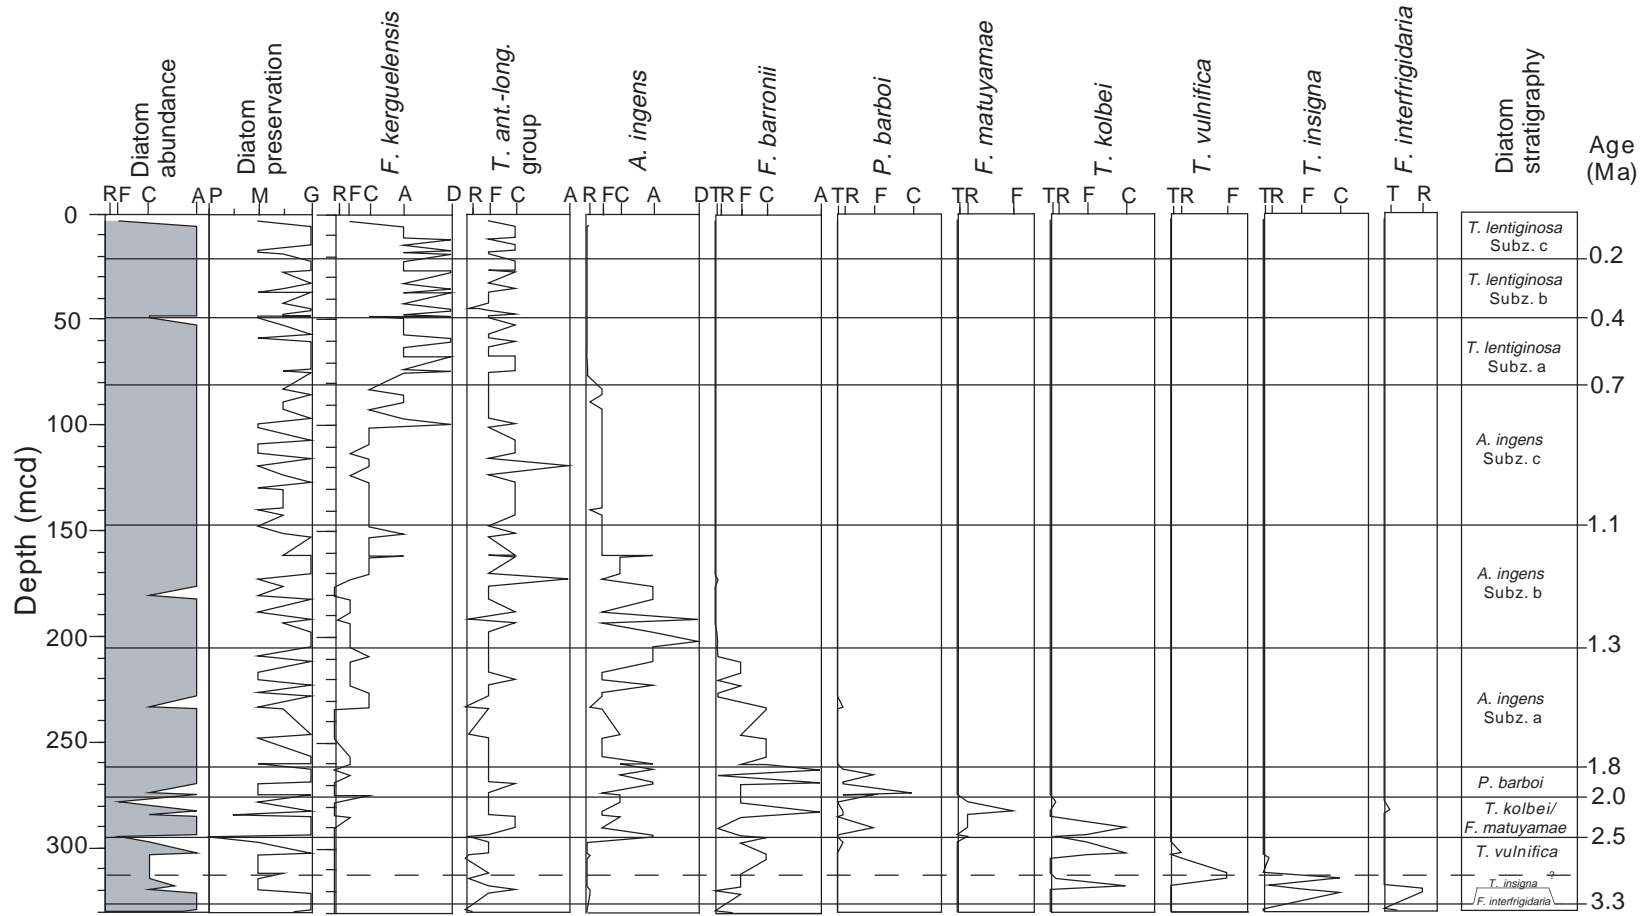 Diatom
abundance
Diatom
preservation
F. kerguelensis
T. ant.-long.
group
A. ingens
F. barronii
P. barboi
F. matuyamae
T. kolbei
T. vulnifica
T. insigna
F. interfrigidaria
Diatom
stratigraphy
Age
(Ma)
R F C A P M G R F C A D R F C A R F C A D T R F C A T R F C T R F T R F C T R F T R F C T R
Depth (mcd)
0
50
100
150
200
250
300
T. lentiginosa
Subz. c
0.2
T. lentiginosa
Subz. b
0.4
T. lentiginosa
Subz. a
0.7
A. ingens
Subz. c
1.1
A. ingens
Subz. b
1.3
A. ingens
Subz. a
1.8
P. barboi
2.0
T. kolbei/
F. matuyamae
2.5
T. vulnifica
?
T. insigna
F. interfrigidaria
3.3